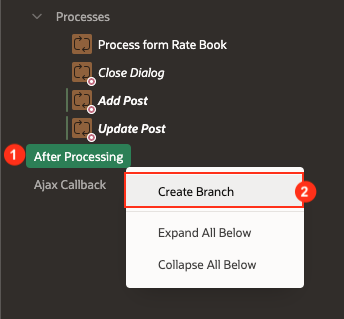 Processes
Process form Rate Book
Close Dialog
Add Post
Update Post
1 After Processing
Ajax Callback
Create Branch 2
Expand All Below
Collapse All Below